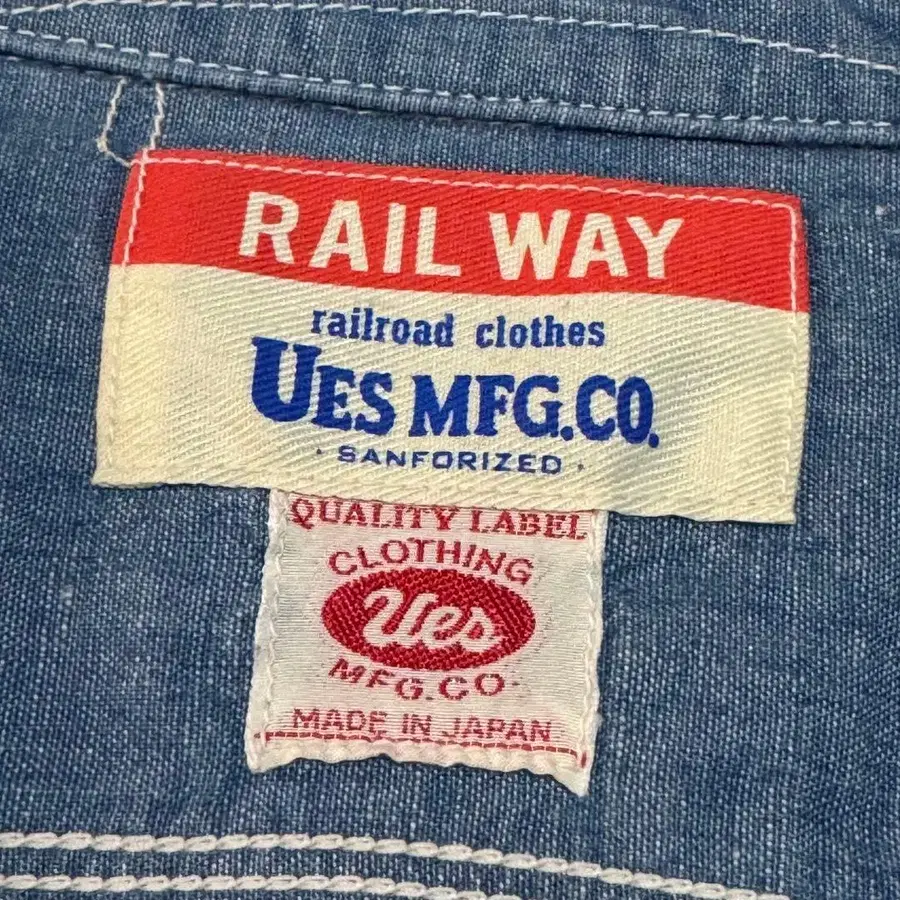 RAIL WAY
railroad clothes
UES MFG.CO.
· SANFORIZED ·
QUALITY LABEL
CLOTHING
Ues
MFG.CO.
MADE IN JAPAN